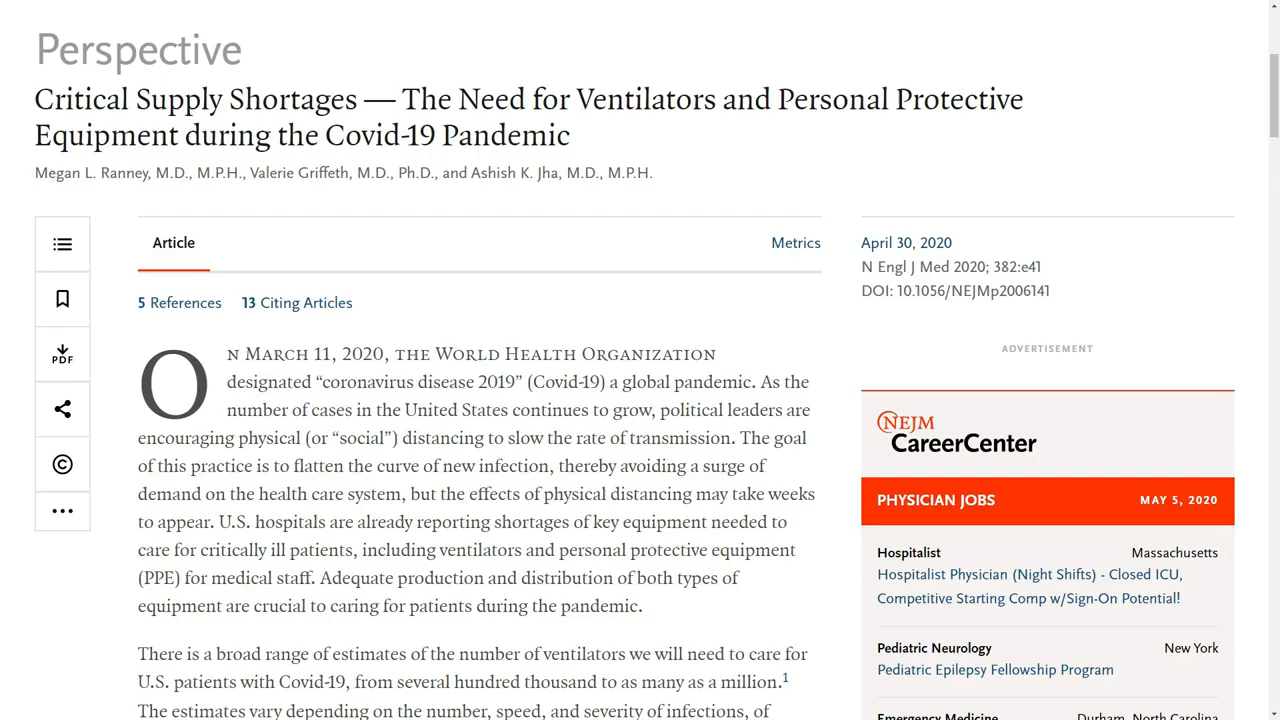 Perspective
Critical Supply Shortages — The Need for Ventilators and Personal Protective
Equipment during the Covid-19 Pandemic
Megan L. Ranney, M.D., M.P.H., Valerie Griffeth, M.D., Ph.D., and Ashish K. Jha, M.D., M.P.H.
PDF
Article
Metrics
5 References 13 Citing Articles
On March 11, 2020, the World Health Organization
designated “coronavirus disease 2019” (Covid-19) a global pandemic. As the
number of cases in the United States continues to grow, political leaders are
encouraging physical (or “social”) distancing to slow the rate of transmission. The goal
of this practice is to flatten the curve of new infection, thereby avoiding a surge of
demand on the health care system, but the effects of physical distancing may take weeks
to appear. U.S. hospitals are already reporting shortages of key equipment needed to
care for critically ill patients, including ventilators and personal protective equipment
(PPE) for medical staff. Adequate production and distribution of both types of
equipment are crucial to caring for patients during the pandemic.
There is a broad range of estimates of the number of ventilators we will need to care for
U.S. patients with Covid-19, from several hundred thousand to as many as a million.1
The estimates vary depending on the number, speed, and severity of infections, of
April 30, 2020
N Engl J Med 2020; 382:e41
DOI: 10.1056/NEJMp2006141
ADVERTISEMENT
NEJM
CareerCenter
PHYSICIAN JOBS MAY 5, 2020
Hospitalist Massachusetts
Hospitalist Physician (Night Shifts) - Closed ICU,
Competitive Starting Comp w/Sign-On Potential!
Pediatric Neurology New York
Pediatric Epilepsy Fellowship Program
Emergency Medicine Durham, North Carolina